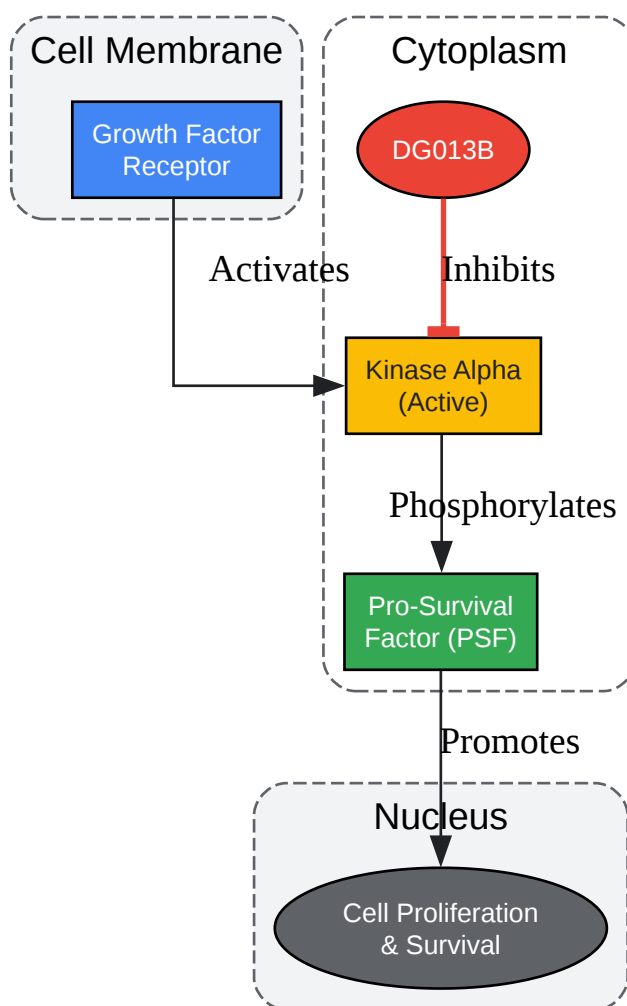 Cell Membrane
Cytoplasm
Growth Factor
Receptor
DG013B
Activates
Inhibits
Kinase Alpha
(Active)
Phosphorylates
Pro-Survival
Factor (PSF)
Promotes
Nucleus
Cell Proliferation
& Survival